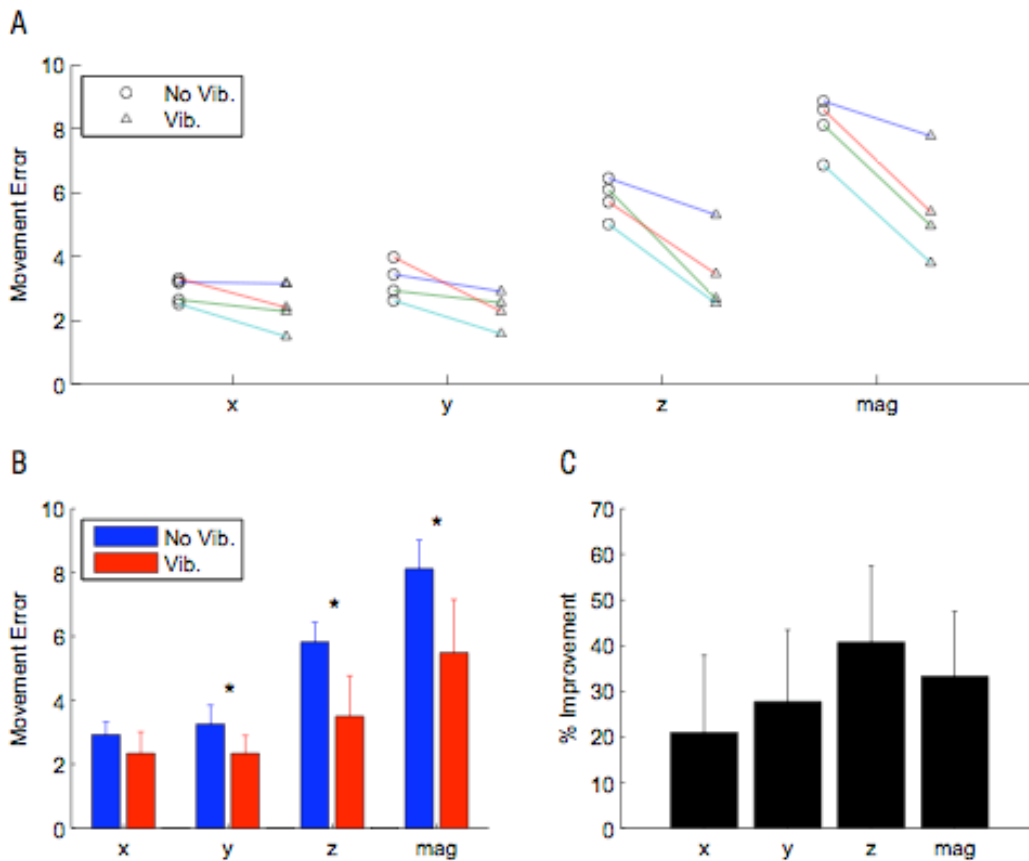 A
Movement Error
10
8
6
4
2
0
No Vib.
Vib.
x y z mag
B
Movement Error
10
8
6
4
2
0
No Vib.
Vib.
* * *
x y z mag
C
% Improvement
70
60
50
40
30
20
10
0
x y z mag